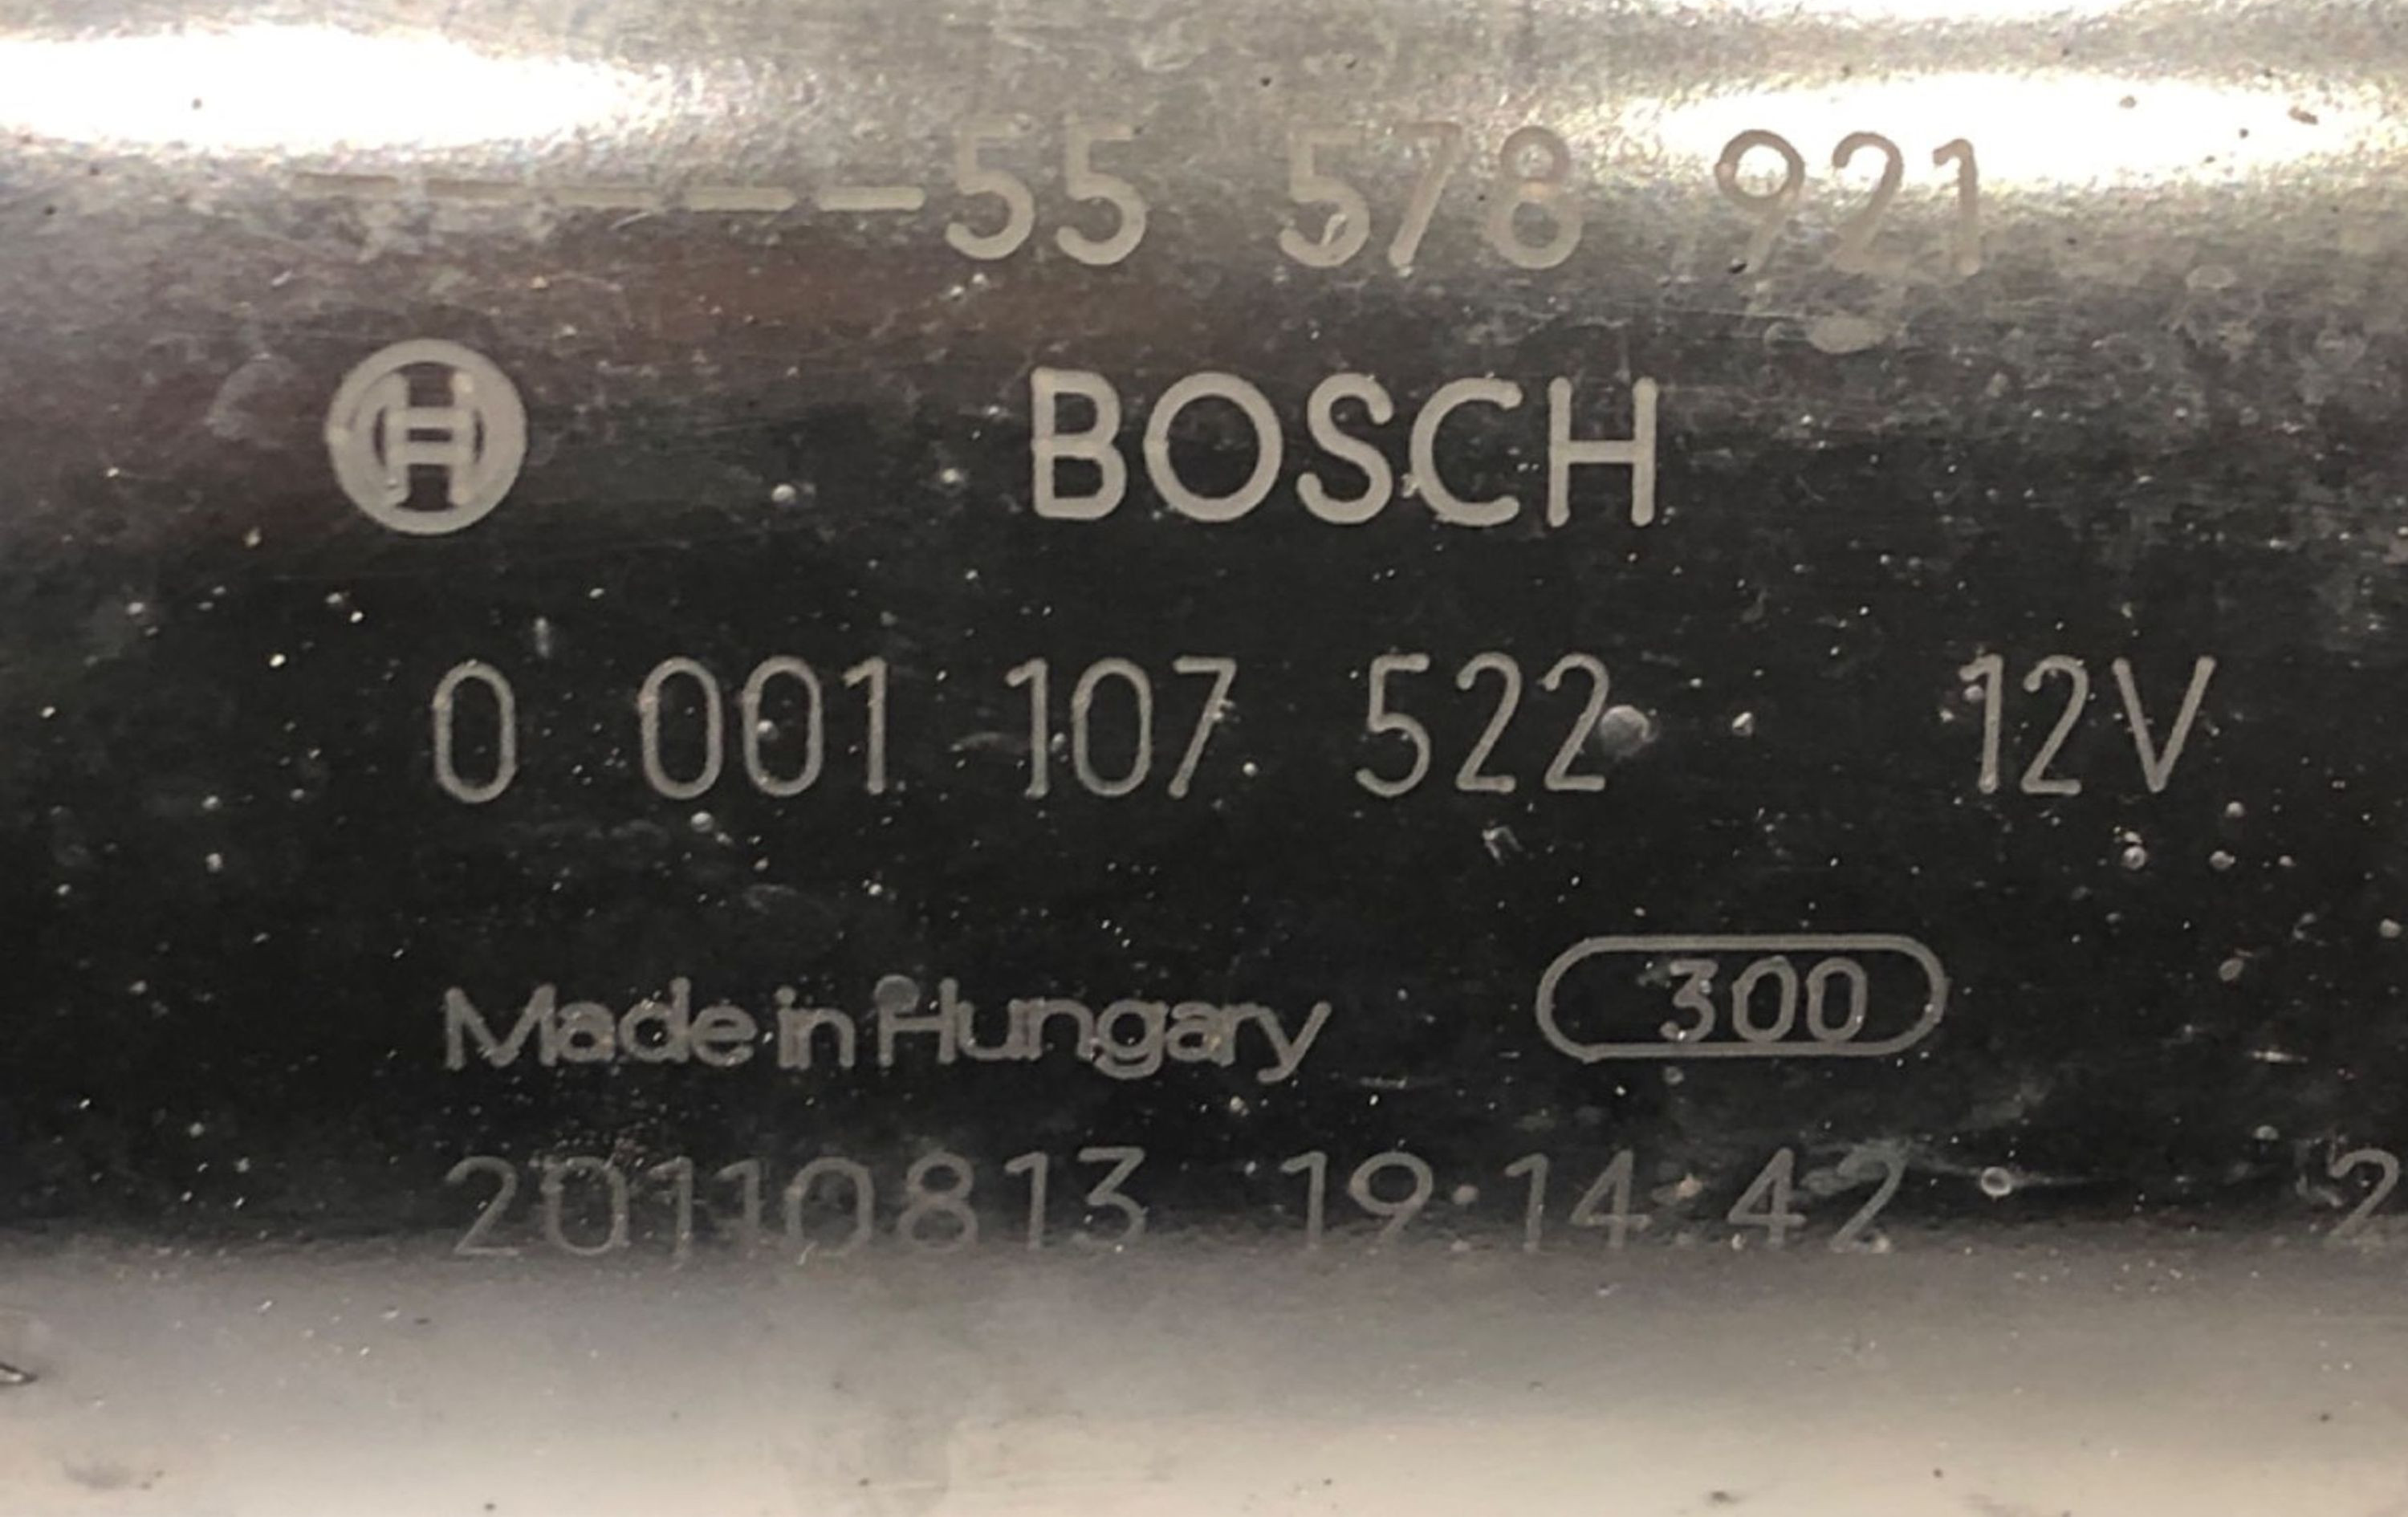 -----55 578 921
BOSCH
0 001 107 522 12V
Made in Hungary 300
20110813 19:14:42 2